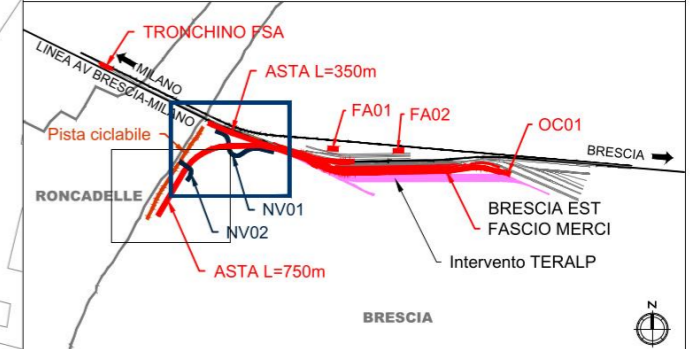 TRONCHINO FSA
MILANO
LINEA AV BRESCIA-MILANO
ASTA L=350m
FA01
FA02
OC01
Pista ciclabile
BRESCIA
RONCADELLE
NV01
NV02
BRESCIA EST
FASCIO MERCI
Intervento TERALP
ASTA L=750m
BRESCIA
N